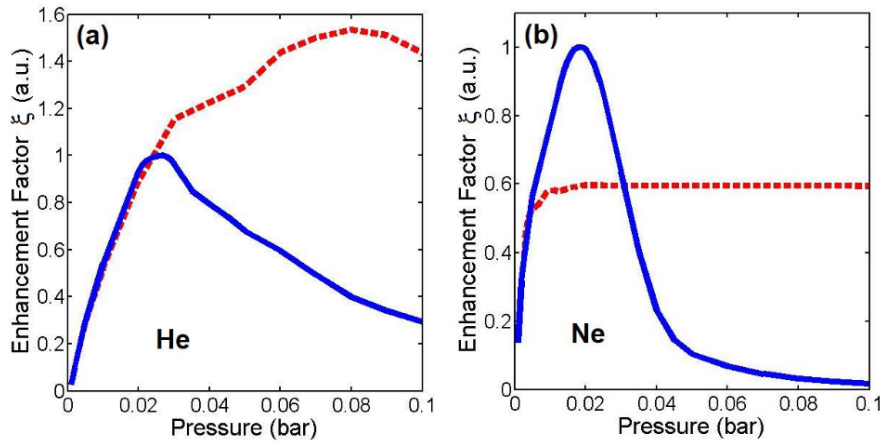 (a)
Enhancement Factor ξ (a.u.)
1.6
1.4
1.2
1
0.8
0.6
0.4
0.2
0
He
0 0.02 0.04 0.06 0.08 0.1
Pressure (bar)
(b)
Enhancement Factor ξ (a.u.)
1
0.8
0.6
0.4
0.2
0
Ne
0 0.02 0.04 0.06 0.08 0.1
Pressure (bar)